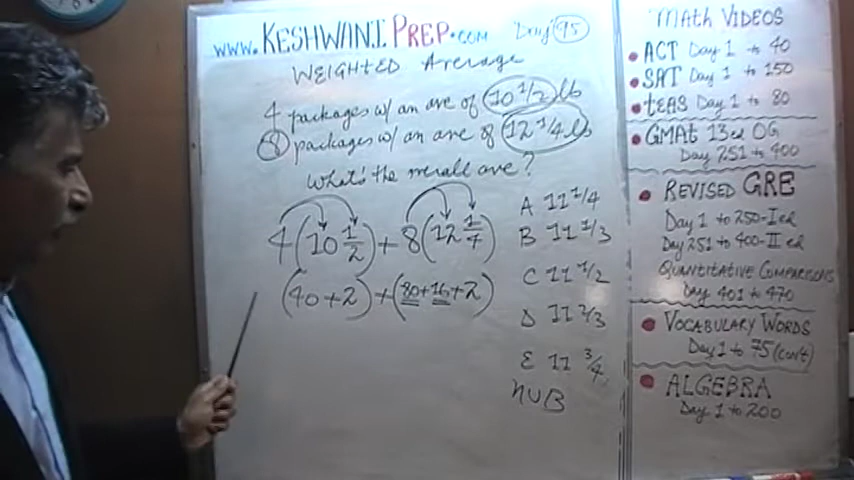 www.KESHWANIPREP.com Day 95
WEIGHTED Average
4 packages w/ an ave of 10 1/2 lb
8 packages w/ an ave of 12 1/4 lb
What's the overall ave?
4(10 1/2) + 8(12 1/4)
(40+2) + (80+16+2)
A 11 1/4
B 11 1/3
C 11 1/2
D 11 2/3
E 11 3/4
NUB
Math VIDEOS
ACT Day 1 to 40
SAT Day 1 to 150
tEAS Day 1 to 80
GMAt 13 ed OG
Day 251 to 400
REVISED GRE
Day 1 to 250-I ed
Day 251 to 400-II ed
QUANTITATIVE COMPARISONS
Day 401 to 470
VOCABULARY WORDS
Day 1 to 75 (con't)
ALGEBRA
Day 1 to 200